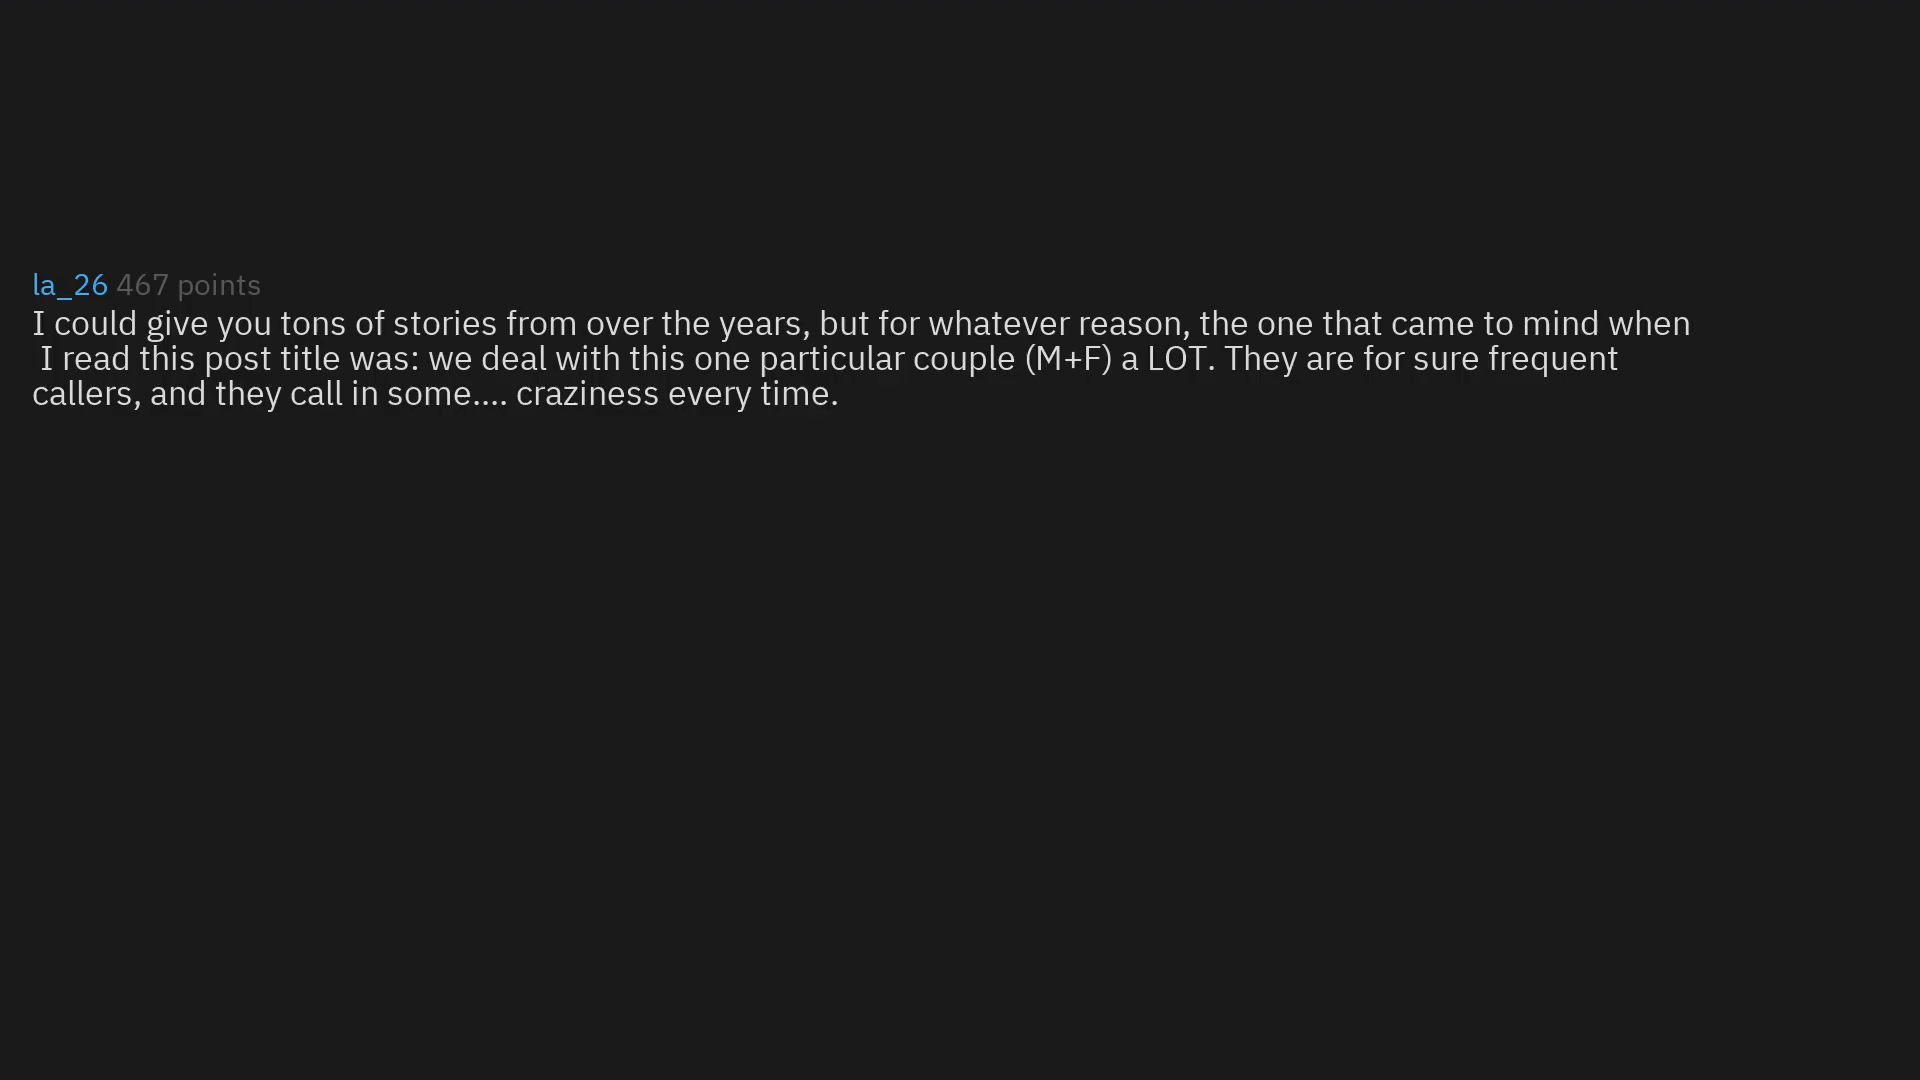 la_26 467 points
I could give you tons of stories from over the years, but for whatever reason, the one that came to mind when
I read this post title was: we deal with this one particular couple (M+F) a LOT. They are for sure frequent
callers, and they call in some.... craziness every time.